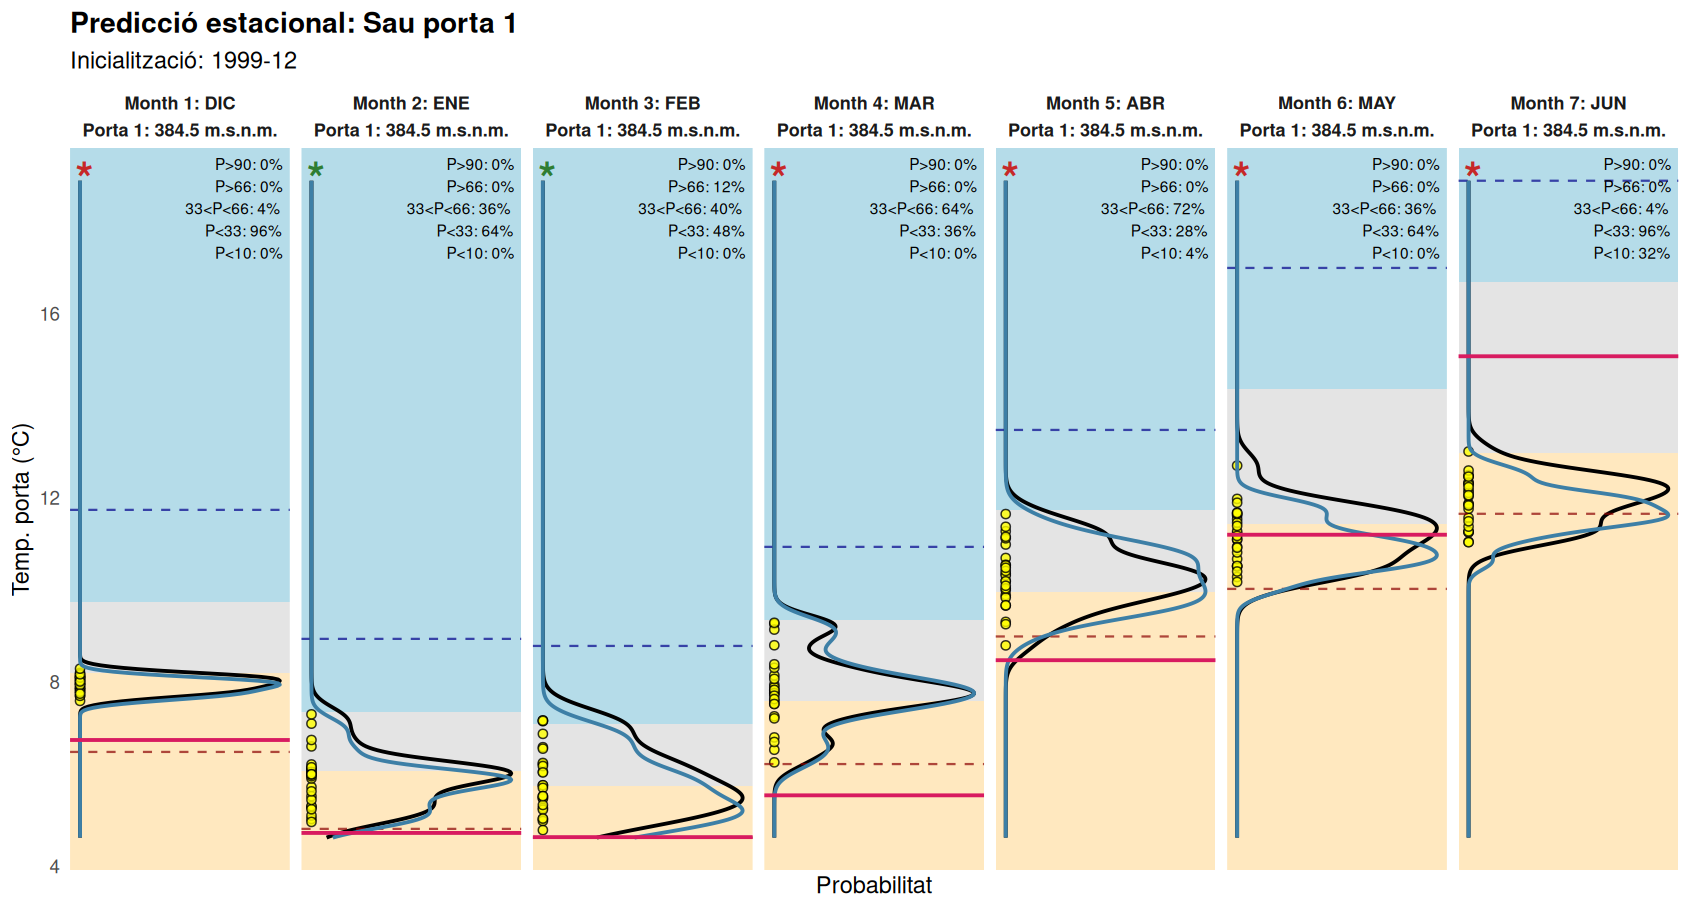 Predicció estacional: Sau porta 1
Inicialització: 1999-12
Month 1: DIC
Porta 1: 384.5 m.s.n.m.
Month 2: ENE
Porta 1: 384.5 m.s.n.m.
Month 3: FEB
Porta 1: 384.5 m.s.n.m.
Month 4: MAR
Porta 1: 384.5 m.s.n.m.
Month 5: ABR
Porta 1: 384.5 m.s.n.m.
Month 6: MAY
Porta 1: 384.5 m.s.n.m.
Month 7: JUN
Porta 1: 384.5 m.s.n.m.
*
P>90: 0%
P>66: 0%
33<P<66: 4%
P<33: 96%
P<10: 0%
*
P>90: 0%
P>66: 0%
33<P<66: 36%
P<33: 64%
P<10: 0%
*
P>90: 0%
P>66: 12%
33<P<66: 40%
P<33: 48%
P<10: 0%
*
P>90: 0%
P>66: 0%
33<P<66: 64%
P<33: 36%
P<10: 0%
*
P>90: 0%
P>66: 0%
33<P<66: 72%
P<33: 28%
P<10: 4%
*
P>90: 0%
P>66: 0%
33<P<66: 36%
P<33: 64%
P<10: 0%
*
P>90: 0%
P>66: 0%
33<P<66: 4%
P<33: 96%
P<10: 32%
16
12
8
4
Temp. porta (°C)
Probabilitat